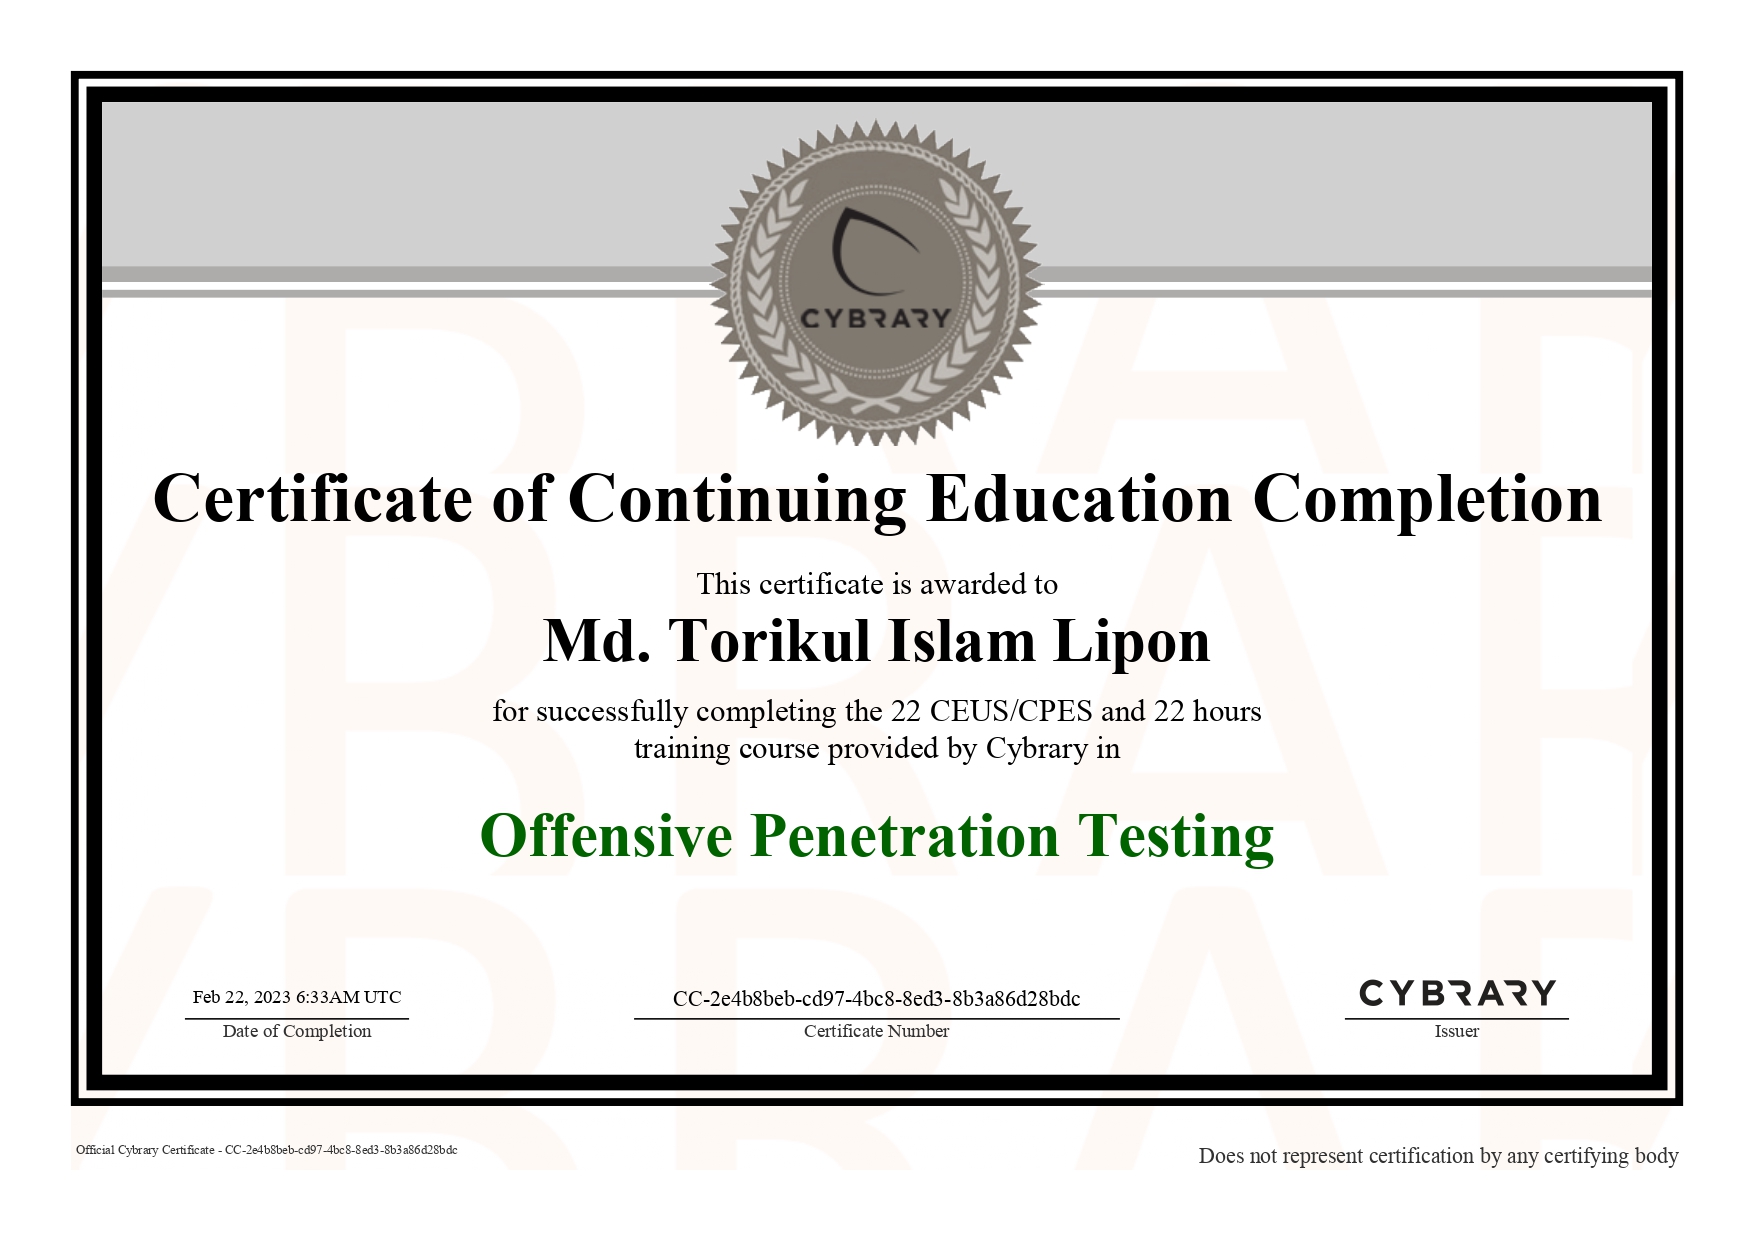 CYBRARY
Certificate of Continuing Education Completion
This certificate is awarded to
Md. Torikul Islam Lipon
for successfully completing the 22 CEUS/CPES and 22 hours
training course provided by Cybrary in
Offensive Penetration Testing
Feb 22, 2023 6:33AM UTC
Date of Completion
CC-2e4b8beb-cd97-4bc8-8ed3-8b3a86d28bdc
Certificate Number
CYBRARY
Issuer
Official Cybrary Certificate - CC-2e4b8beb-cd97-4bc8-8ed3-8b3a86d28bdc
Does not represent certification by any certifying body